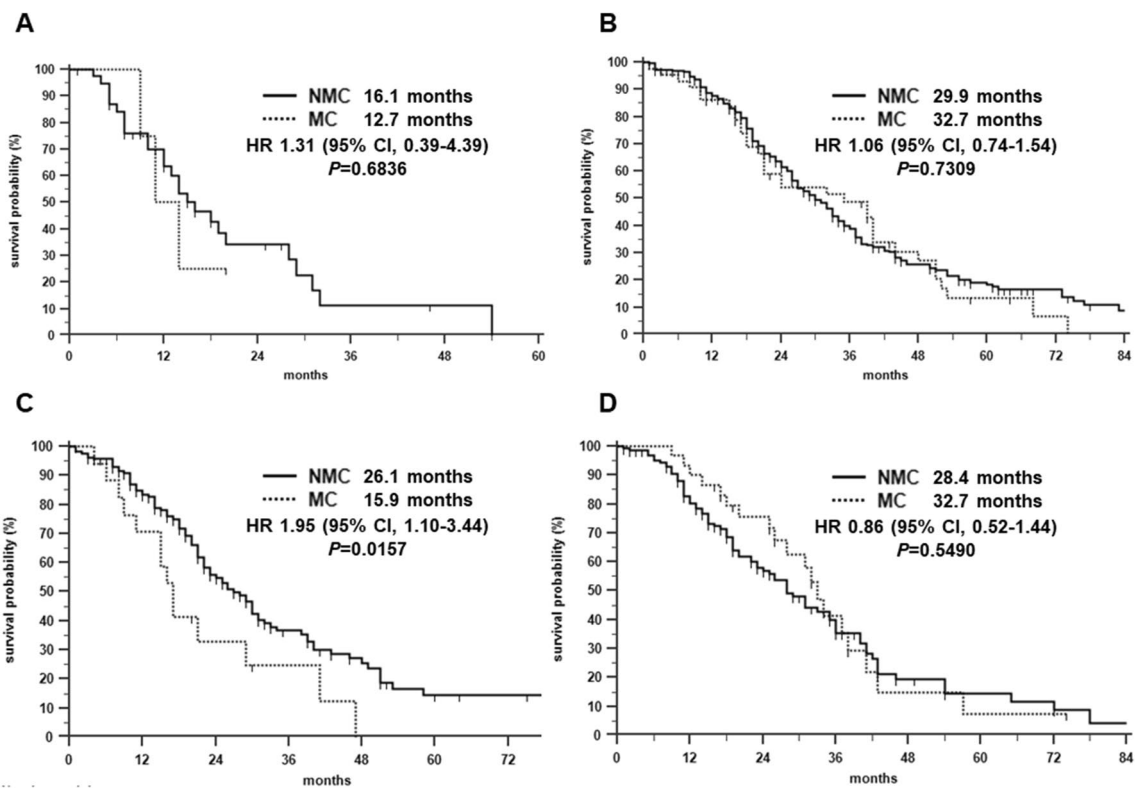 A
survival probability (%)
100
90
80
70
60
50
40
30
20
10
0
NMC 16.1 months
MC 12.7 months
HR 1.31 (95% CI, 0.39-4.39)
P=0.6836
0 12 24 36 48 60
months
B
survival probability (%)
100
90
80
70
60
50
40
30
20
10
0
NMC 29.9 months
MC 32.7 months
HR 1.06 (95% CI, 0.74-1.54)
P=0.7309
0 12 24 36 48 60 72 84
months
C
survival probability (%)
100
90
80
70
60
50
40
30
20
10
0
NMC 26.1 months
MC 15.9 months
HR 1.95 (95% CI, 1.10-3.44)
P=0.0157
0 12 24 36 48 60 72
months
D
survival probability (%)
100
90
80
70
60
50
40
30
20
10
0
NMC 28.4 months
MC 32.7 months
HR 0.86 (95% CI, 0.52-1.44)
P=0.5490
0 12 24 36 48 60 72 84
months